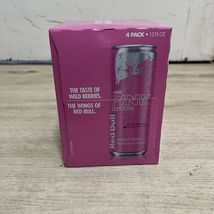 4 PACK • 12 FL OZ
THE TASTE OF
WILD BERRIES.
THE WINGS OF
RED BULL.
Red Bull
THE
PINK
EDITION